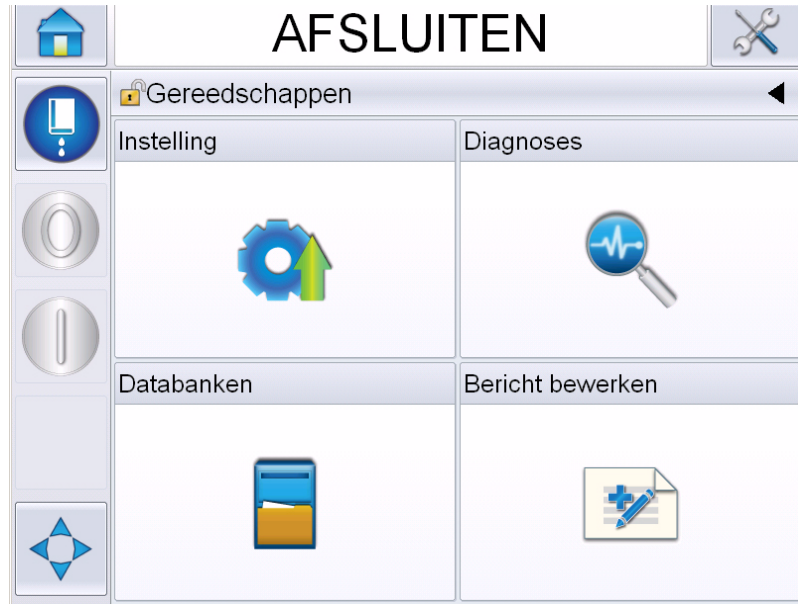 AFSLUITEN
Gereedschappen
Instelling
Diagnoses
Databanken
Bericht bewerken